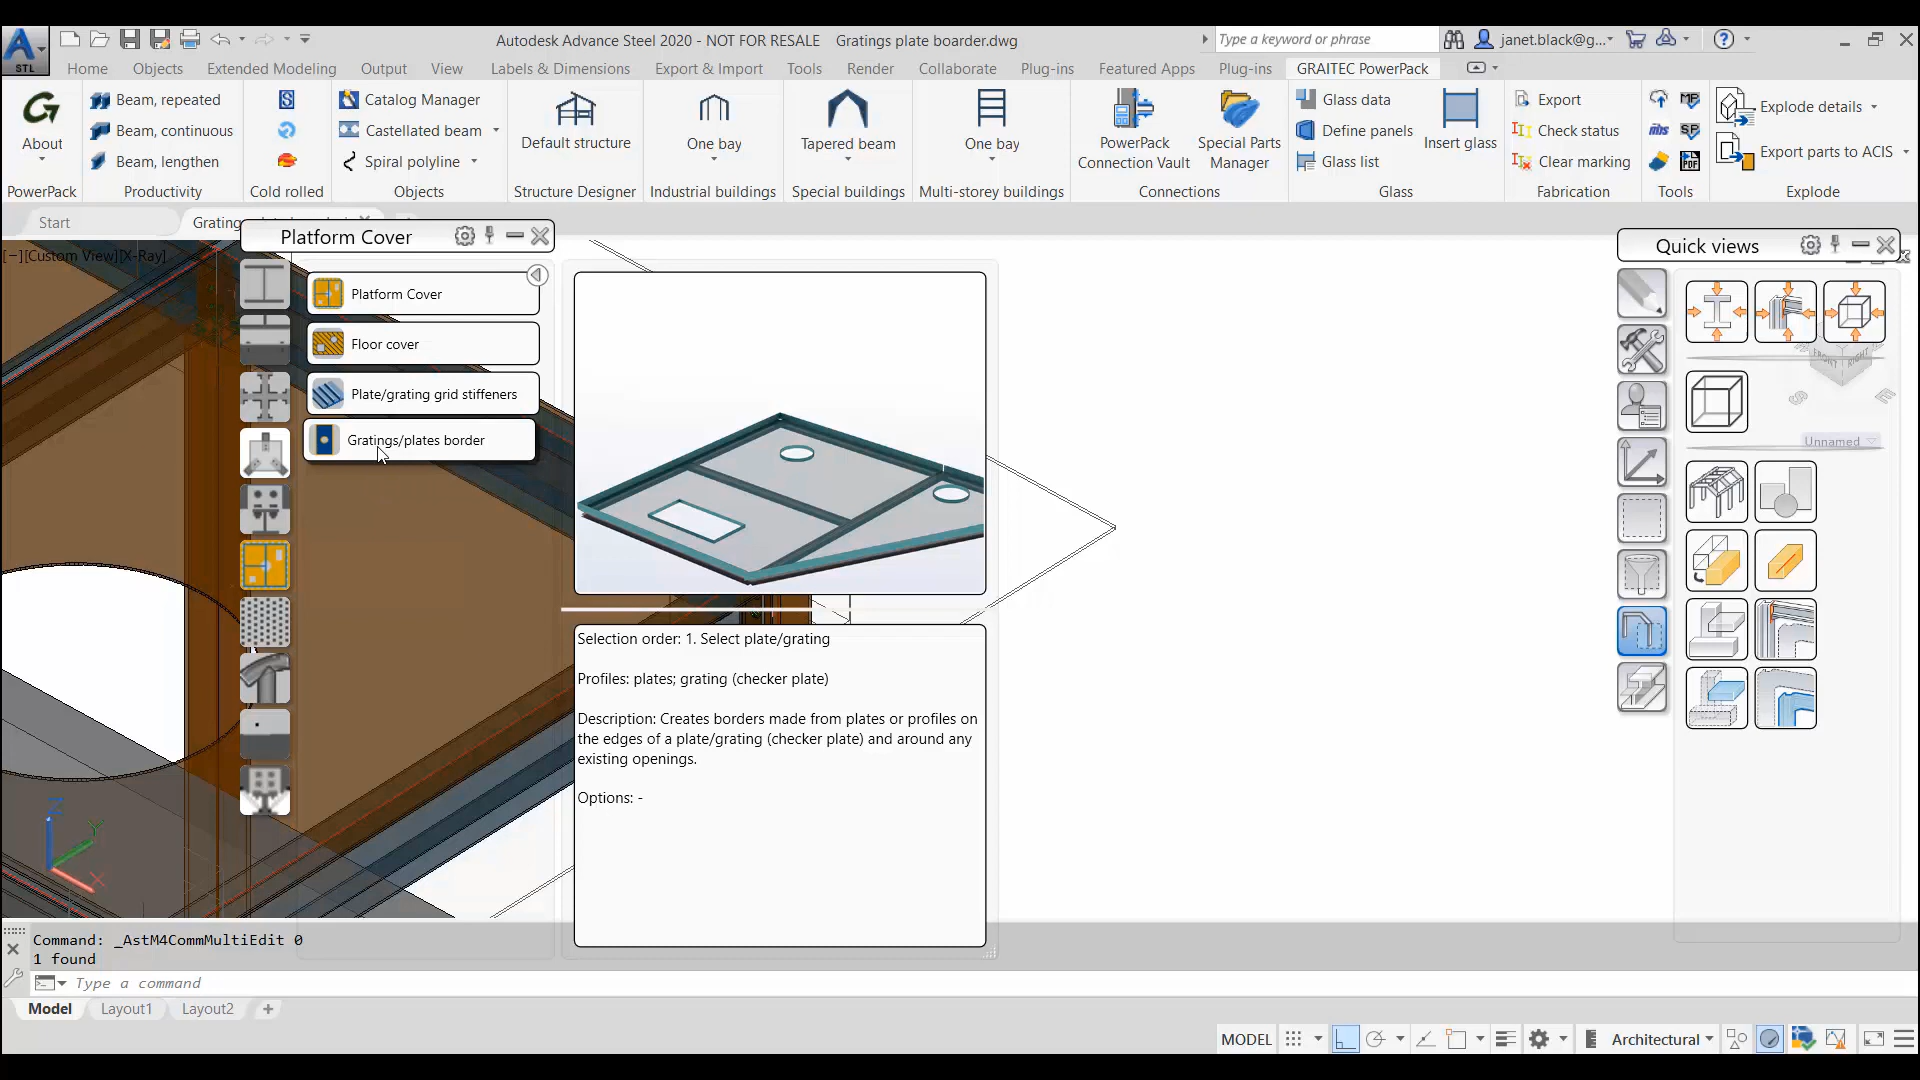 STL
Autodesk Advance Steel 2020 - NOT FOR RESALE Gratings plate boarder.dwg
Type a keyword or phrase
janet.black@g...
Home Objects Extended Modeling Output View Labels & Dimensions Export & Import Tools Render Collaborate Plug-ins Featured Apps Plug-ins GRAITEC PowerPack
About
PowerPack
Beam, repeated
Beam, continuous
Beam, lengthen
Productivity
Cold rolled
Catalog Manager
Castellated beam
Spiral polyline
Objects
Default structure
Structure Designer
One bay
Industrial buildings
Tapered beam
Special buildings
One bay
Multi-storey buildings
PowerPack
Connection Vault
Special Parts
Manager
Connections
Glass data
Define panels
Glass list
Insert glass
Glass
Export
Check status
Clear marking
Fabrication
MP
nbs
SP
PDF
Tools
Explode details
Export parts to ACIS
Explode
Start
[−][Custom View][X-Ray]
Platform Cover
Platform Cover
Floor cover
Plate/grating grid stiffeners
Gratings/plates border
Selection order: 1. Select plate/grating
Profiles: plates; grating (checker plate)
Description: Creates borders made from plates or profiles on
the edges of a plate/grating (checker plate) and around any
existing openings.
Options: -
Quick views
FRONT RIGHT
S E
Unnamed
Z
Y
X
Command: _AstM4CommMultiEdit 0
1 found
Type a command
Model Layout1 Layout2 +
MODEL
Architectural